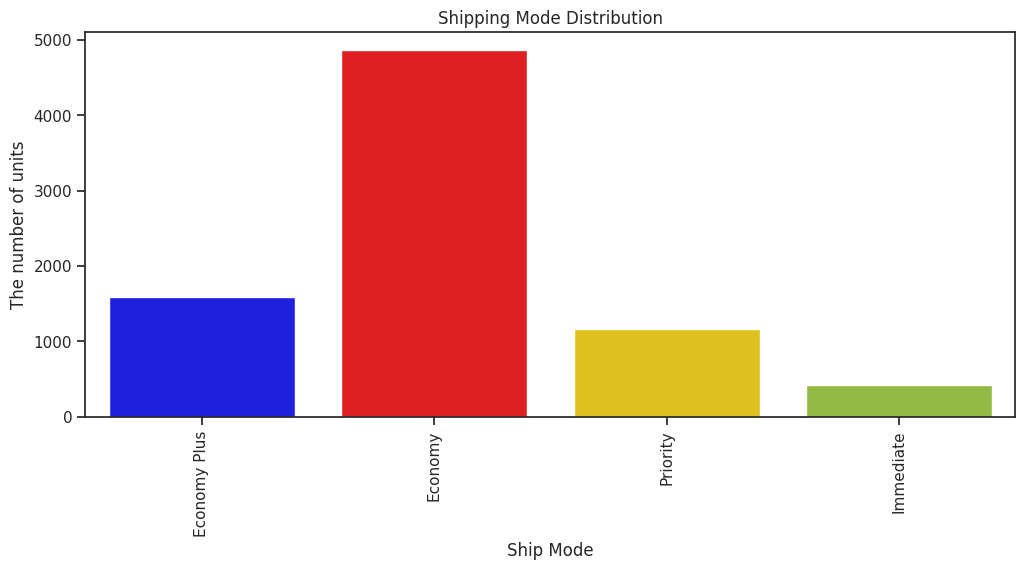 Shipping Mode Distribution
The number of units
5000
4000
3000
2000
1000
0
Economy Plus
Economy
Priority
Immediate
Ship Mode